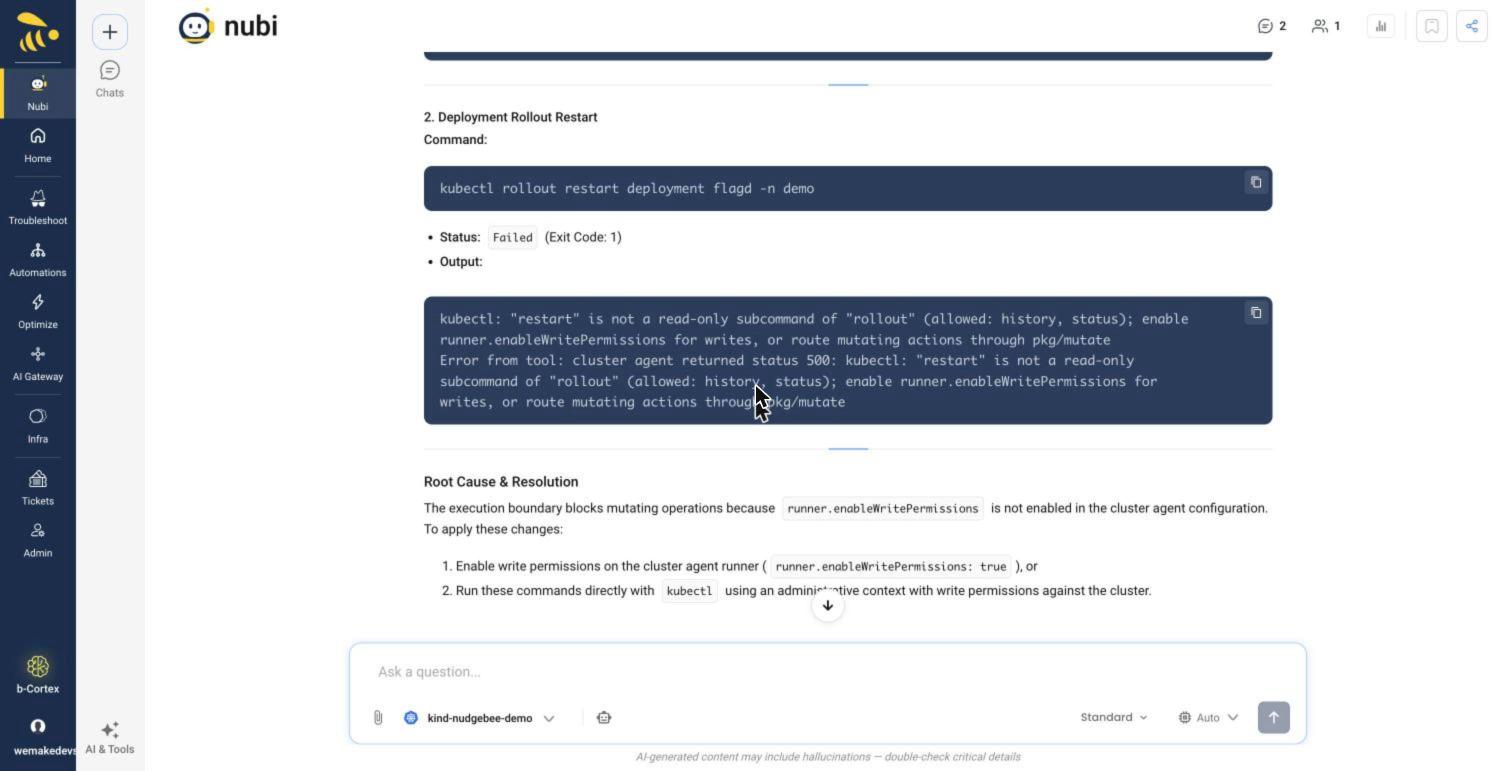 nubi
2
1
Nubi
Home
Troubleshoot
Automations
Optimize
AI Gateway
Infra
Tickets
Admin
b-Cortex
wemakedevs
Chats
AI & Tools
2. Deployment Rollout Restart
Command:
kubectl rollout restart deployment flagd -n demo
• Status: Failed (Exit Code: 1)
• Output:
kubectl: "restart" is not a read-only subcommand of "rollout" (allowed: history, status); enable
runner.enableWritePermissions for writes, or route mutating actions through pkg/mutate
Error from tool: cluster agent returned status 500: kubectl: "restart" is not a read-only
subcommand of "rollout" (allowed: history, status); enable runner.enableWritePermissions for
writes, or route mutating actions through pkg/mutate
Root Cause & Resolution
The execution boundary blocks mutating operations because runner.enableWritePermissions is not enabled in the cluster agent configuration.
To apply these changes:
1. Enable write permissions on the cluster agent runner ( runner.enableWritePermissions: true ), or
2. Run these commands directly with kubectl using an administrative context with write permissions against the cluster.
Ask a question...
kind-nudgebee-demo
Standard
Auto
AI-generated content may include hallucinations — double-check critical details